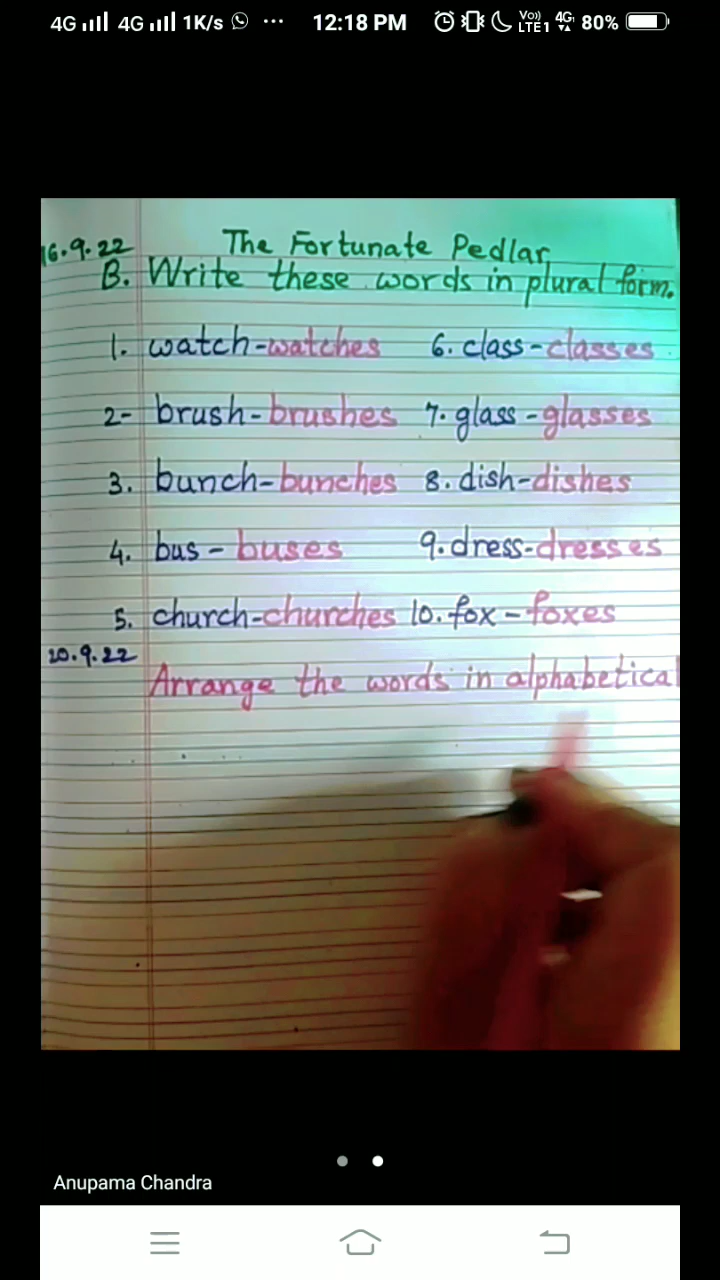 4G 4G 1K/s ... 12:18 PM Vo)) LTE1 4G 80%
16.9.22 The Fortunate Pedlar
B. Write these words in plural form.
1. watch-watches 6. class-classes
2- brush-brushes 7. glass-glasses
3. bunch-bunches 8. dish-dishes
4. bus-buses 9. dress-dresses
5. church-churches 10. fox-foxes
20.9.22
Arrange the words in alphabetical
Anupama Chandra